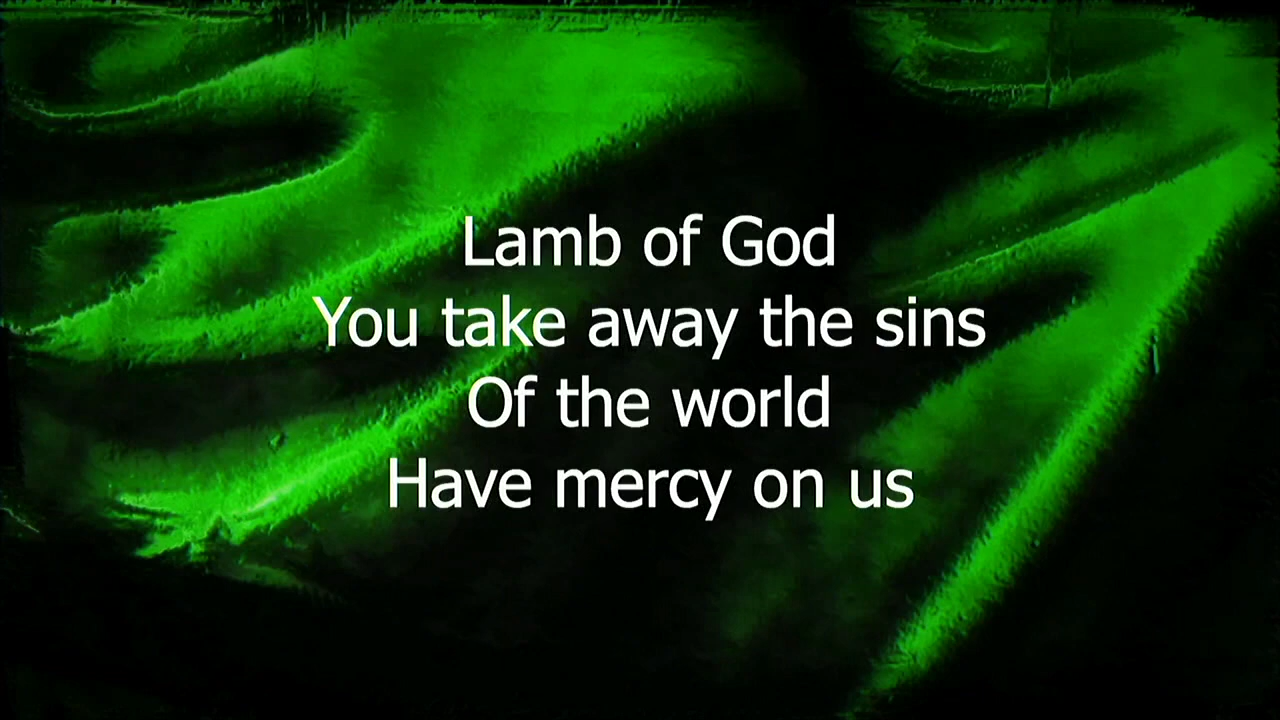 Lamb of God
You take away the sins
Of the world
Have mercy on us